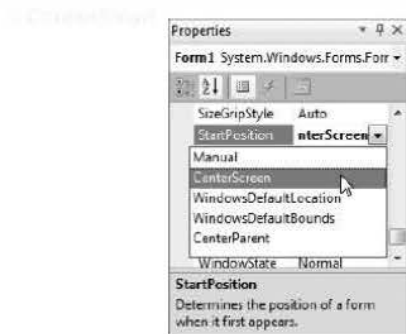 Properties
Form1 System.Windows.Forms.Forr
SizeGripStyle Auto
StartPosition nterScreen
Manual
CenterScreen
WindowsDefaultLocation
WindowsDefaultBounds
CenterParent
WindowState Normal
StartPosition
Determines the position of a form
when it first appears.